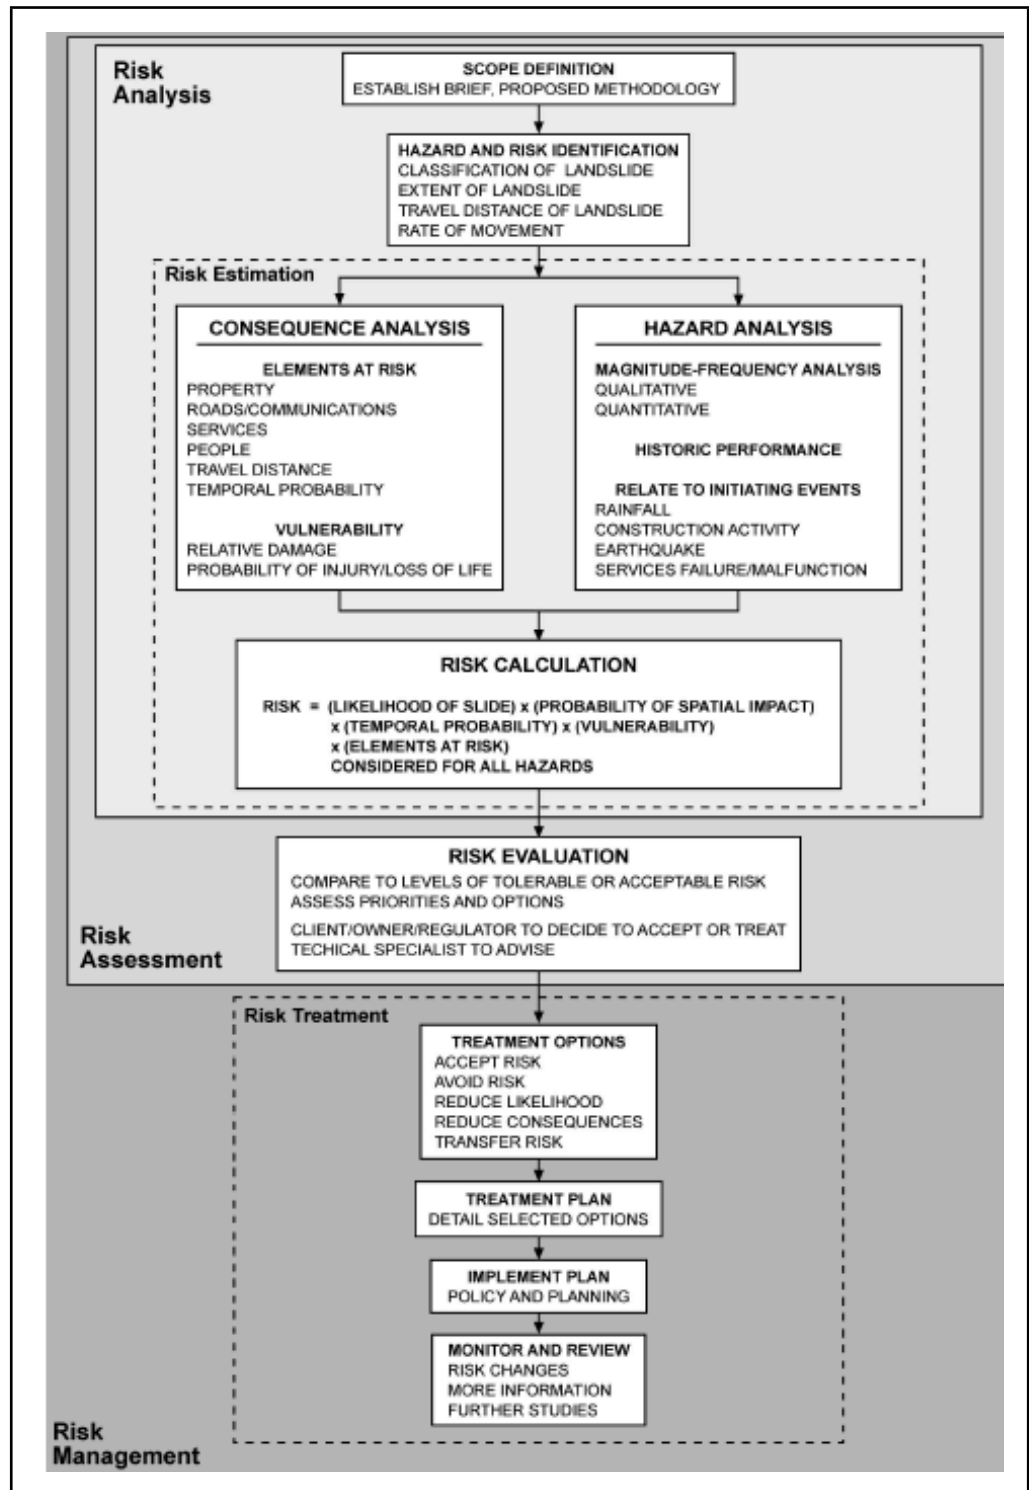 Risk
Analysis
SCOPE DEFINITION
ESTABLISH BRIEF, PROPOSED METHODOLOGY
HAZARD AND RISK IDENTIFICATION
CLASSIFICATION OF LANDSLIDE
EXTENT OF LANDSLIDE
TRAVEL DISTANCE OF LANDSLIDE
RATE OF MOVEMENT
Risk Estimation
CONSEQUENCE ANALYSIS
ELEMENTS AT RISK
PROPERTY
ROADS/COMMUNICATIONS
SERVICES
PEOPLE
TRAVEL DISTANCE
TEMPORAL PROBABILITY
VULNERABILITY
RELATIVE DAMAGE
PROBABILITY OF INJURY/LOSS OF LIFE
HAZARD ANALYSIS
MAGNITUDE-FREQUENCY ANALYSIS
QUALITATIVE
QUANTITATIVE
HISTORIC PERFORMANCE
RELATE TO INITIATING EVENTS
RAINFALL
CONSTRUCTION ACTIVITY
EARTHQUAKE
SERVICES FAILURE/MALFUNCTION
RISK CALCULATION
RISK = (LIKELIHOOD OF SLIDE) x (PROBABILITY OF SPATIAL IMPACT)
x (TEMPORAL PROBABILITY) x (VULNERABILITY)
x (ELEMENTS AT RISK)
CONSIDERED FOR ALL HAZARDS
RISK EVALUATION
COMPARE TO LEVELS OF TOLERABLE OR ACCEPTABLE RISK
ASSESS PRIORITIES AND OPTIONS
CLIENT/OWNER/REGULATOR TO DECIDE TO ACCEPT OR TREAT
TECHICAL SPECIALIST TO ADVISE
Risk
Assessment
Risk Treatment
TREATMENT OPTIONS
ACCEPT RISK
AVOID RISK
REDUCE LIKELIHOOD
REDUCE CONSEQUENCES
TRANSFER RISK
TREATMENT PLAN
DETAIL SELECTED OPTIONS
IMPLEMENT PLAN
POLICY AND PLANNING
MONITOR AND REVIEW
RISK CHANGES
MORE INFORMATION
FURTHER STUDIES
Risk
Management